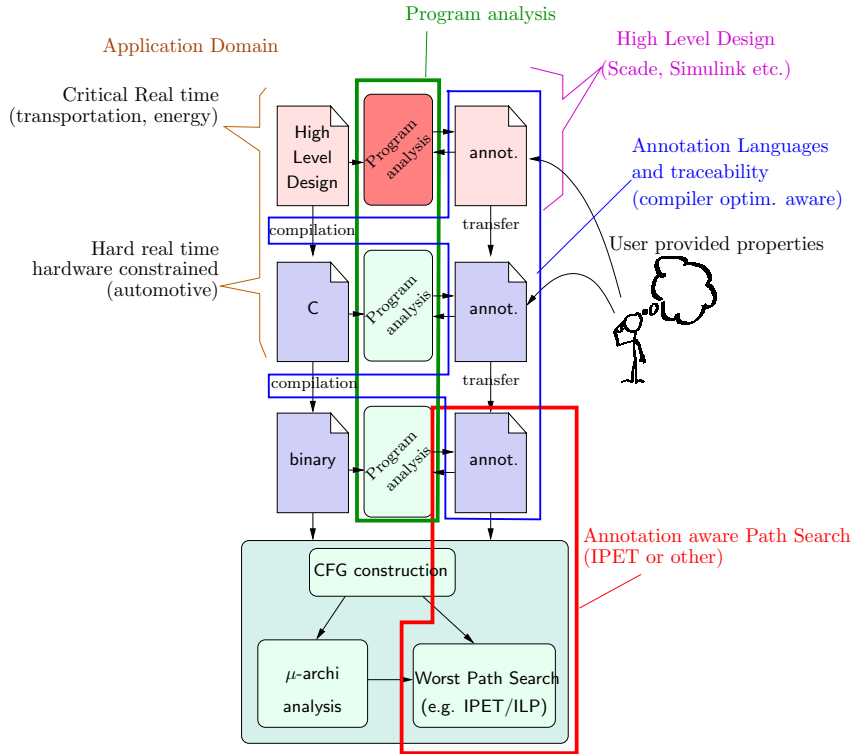 Program analysis
Application Domain
High Level Design
(Scade, Simulink etc.)
Critical Real time
(transportation, energy)
High
Level
Design
Program
analysis
annot.
Annotation Languages
and traceability
(compiler optim. aware)
compilation
transfer
User provided properties
Hard real time
hardware constrained
(automotive)
C
Program
analysis
annot.
compilation
transfer
binary
Program
analysis
annot.
Annotation aware Path Search
(IPET or other)
CFG construction
μ-archi
analysis
Worst Path Search
(e.g. IPET/ILP)